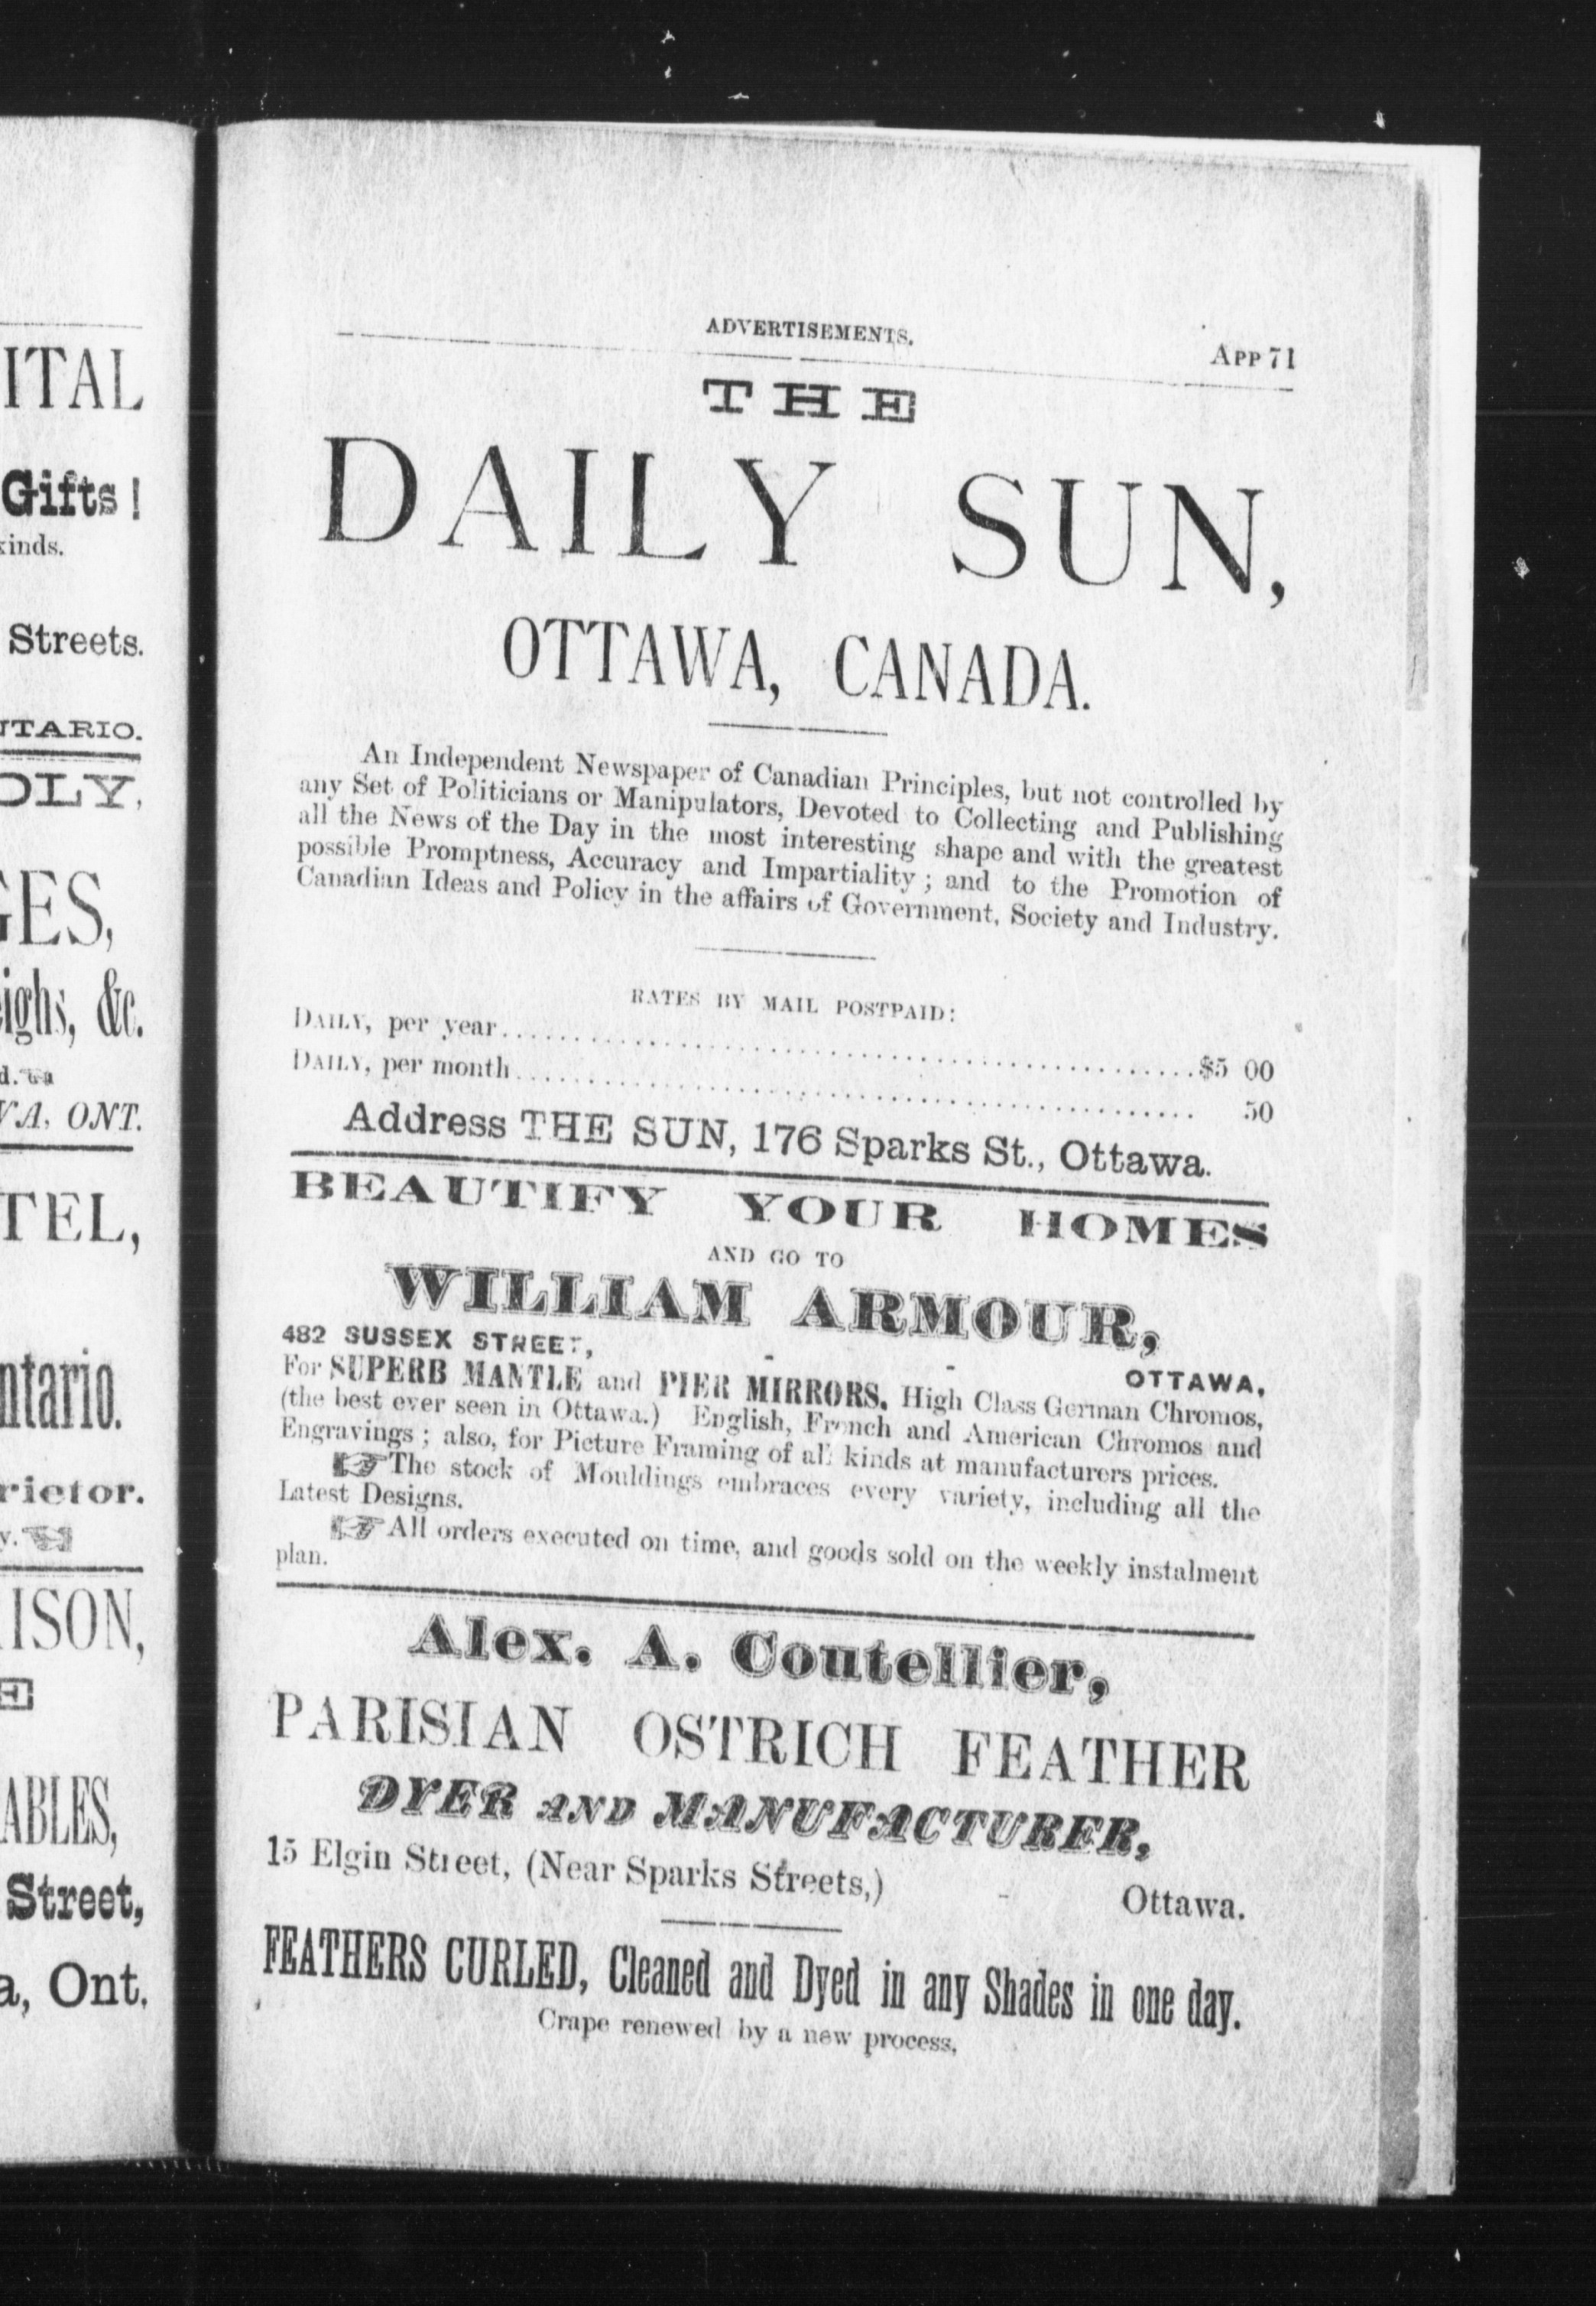 ITAL
Gifts!
kinds.
Streets.
NTARIO.
OLY,
GES,
eighs, &c.
VA, ONT.
TEL,
ntario.
rietor.
y.
ISON,
E
ABLES,
Street,
a, Ont.
ADVERTISEMENTS.
APP 71
THE
DAILY SUN,
OTTAWA, CANADA.
An Independent Newspaper of Canadian Principles, but not controlled by
any Set of Politicians or Manipulators, Devoted to Collecting and Publishing
all the News of the Day in the most interesting shape and with the greatest
possible Promptness, Accuracy and Impartiality; and to the Promotion of
Canadian Ideas and Policy in the affairs of Government, Society and Industry.
RATES BY MAIL POSTPAID:
DAILY, per year.......................................................$5 00
DAILY, per month....................................................... 50
Address THE SUN, 176 Sparks St., Ottawa.
BEAUTIFY YOUR HOMES
AND GO TO
WILLIAM ARMOUR,
482 SUSSEX STREET, - - OTTAWA,
For SUPERB MANTLE and PIER MIRRORS. High Class German Chromos,
(the best ever seen in Ottawa.) English, French and American Chromos and
Engravings; also, for Picture Framing of all kinds at manufacturers prices.
☞The stock of Mouldings embraces every variety, including all the
Latest Designs.
☞All orders executed on time, and goods sold on the weekly instalment
plan.
Alex. A. Coutellier,
PARISIAN OSTRICH FEATHER
DYER AND MANUFACTURER,
15 Elgin Street, (Near Sparks Streets,) - Ottawa.
FEATHERS CURLED, Cleaned and Dyed in any Shades in one day.
Crape renewed by a new process,